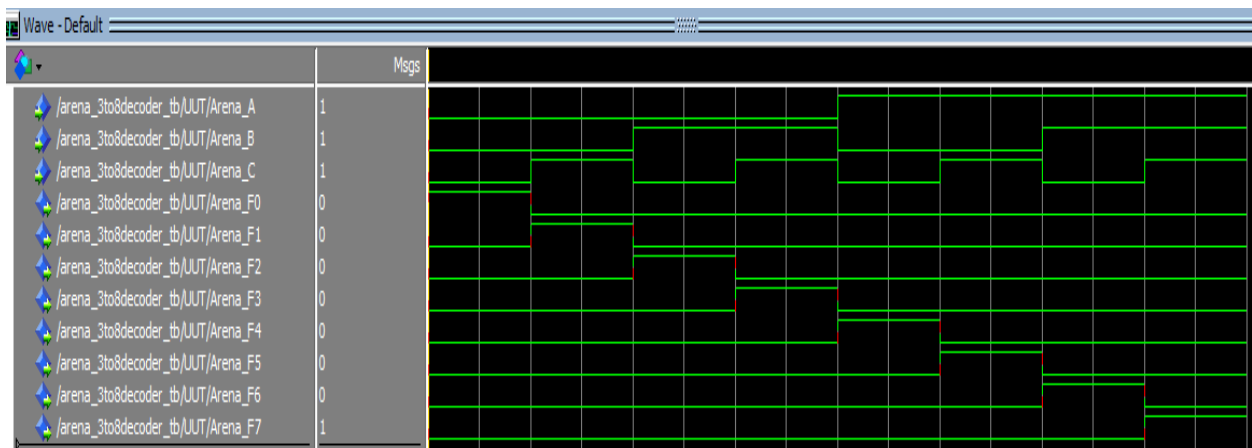 Wave - Default
Msgs
/arena_3to8decoder_tb/UUT/Arena_A 1
/arena_3to8decoder_tb/UUT/Arena_B 1
/arena_3to8decoder_tb/UUT/Arena_C 1
/arena_3to8decoder_tb/UUT/Arena_F0 0
/arena_3to8decoder_tb/UUT/Arena_F1 0
/arena_3to8decoder_tb/UUT/Arena_F2 0
/arena_3to8decoder_tb/UUT/Arena_F3 0
/arena_3to8decoder_tb/UUT/Arena_F4 0
/arena_3to8decoder_tb/UUT/Arena_F5 0
/arena_3to8decoder_tb/UUT/Arena_F6 0
/arena_3to8decoder_tb/UUT/Arena_F7 1